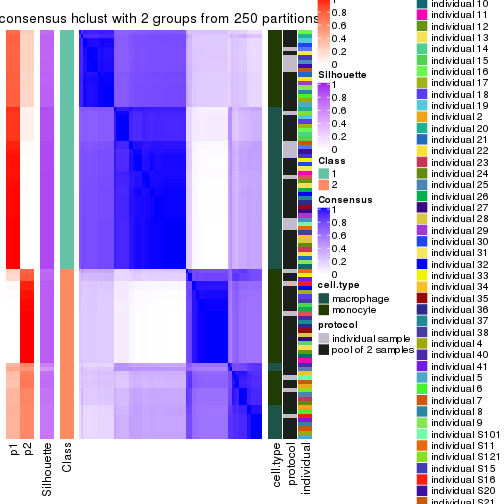 consensus hclust with 2 groups from 250 partitions
0.8
0.6
0.4
0.2
0
Silhouette
1
0.8
0.6
0.4
0.2
0
Class
1
2
Consensus
1
0.8
0.6
0.4
0.2
0
cell.type
macrophage
monocyte
protocol
individual sample
pool of 2 samples
p1
p2
Silhouette
Class
cell.type
protocol
individual
individual 10
individual 11
individual 12
individual 13
individual 14
individual 15
individual 16
individual 17
individual 18
individual 19
individual 2
individual 20
individual 21
individual 22
individual 23
individual 24
individual 25
individual 26
individual 27
individual 28
individual 29
individual 30
individual 31
individual 32
individual 33
individual 34
individual 35
individual 36
individual 37
individual 38
individual 4
individual 40
individual 41
individual 5
individual 6
individual 7
individual 8
individual 9
individual S101
individual S11
individual S121
individual S15
individual S16
individual S20
individual S21